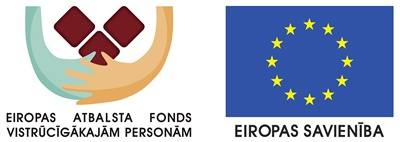 EIROPAS ATBALSTA FONDS
VISTRŪCĪGĀKAJĀM PERSONĀM
EIROPAS SAVIENĪBA